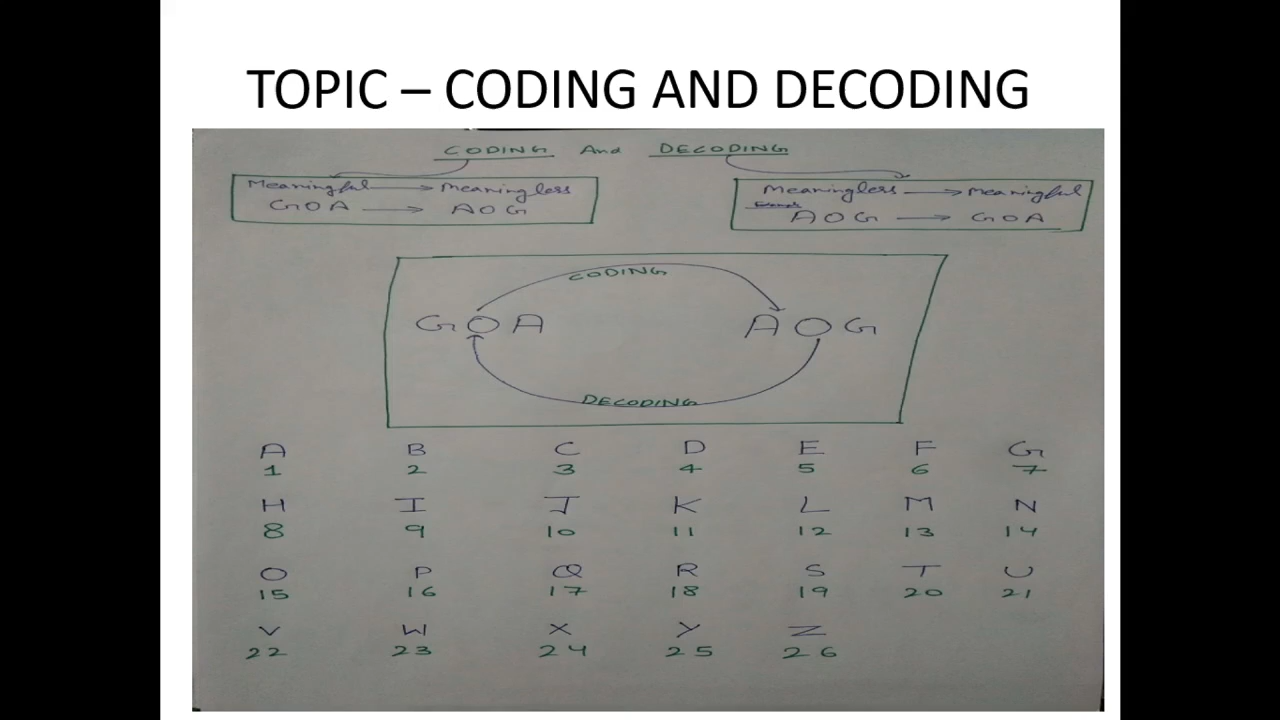 TOPIC – CODING AND DECODING
CODING And DECODING
Meaningful → Meaningless
GOA → AOG
Meaningless → Meaningful
AOG → GOA
CODING
GOA AOG
DECODING
A B C D E F G
1 2 3 4 5 6 7
H I J K L M N
8 9 10 11 12 13 14
O P Q R S T U
15 16 17 18 19 20 21
V W X Y Z
22 23 24 25 26